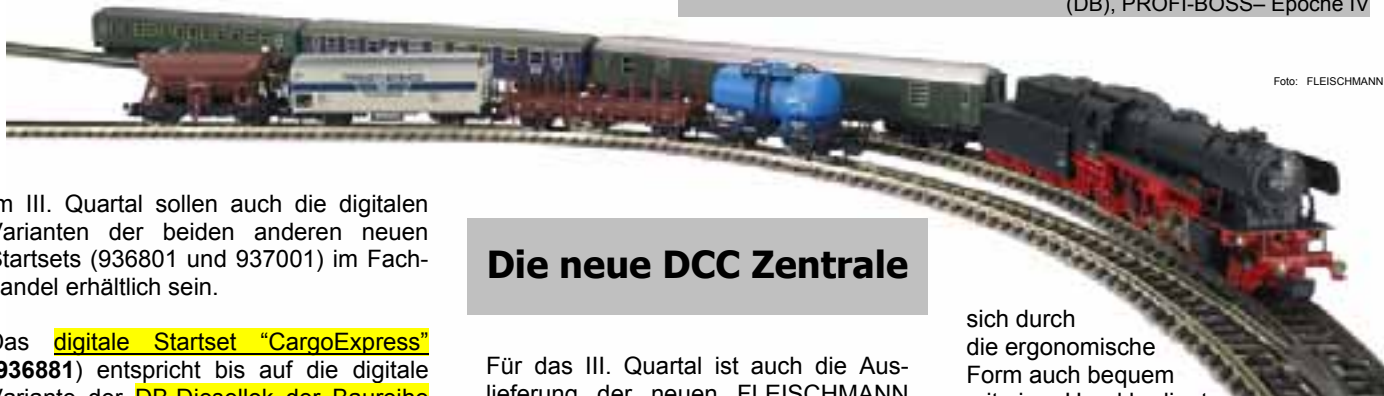 (DB), PROFI-BOSS– Epoche IV
Foto: FLEISCHMANN
m III. Quartal sollen auch die digitalen
Varianten der beiden anderen neuen
Startsets (936801 und 937001) im Fach-
handel erhältlich sein.
Das digitale Startset “CargoExpress”
936881) entspricht bis auf die digitale
Variante der DB-Diesellok der Baureihe
Die neue DCC Zentrale
Für das III. Quartal ist auch die Aus-
lieferung der neuen FLEISCHMANN
sich durch
die ergonomische
Form auch bequem